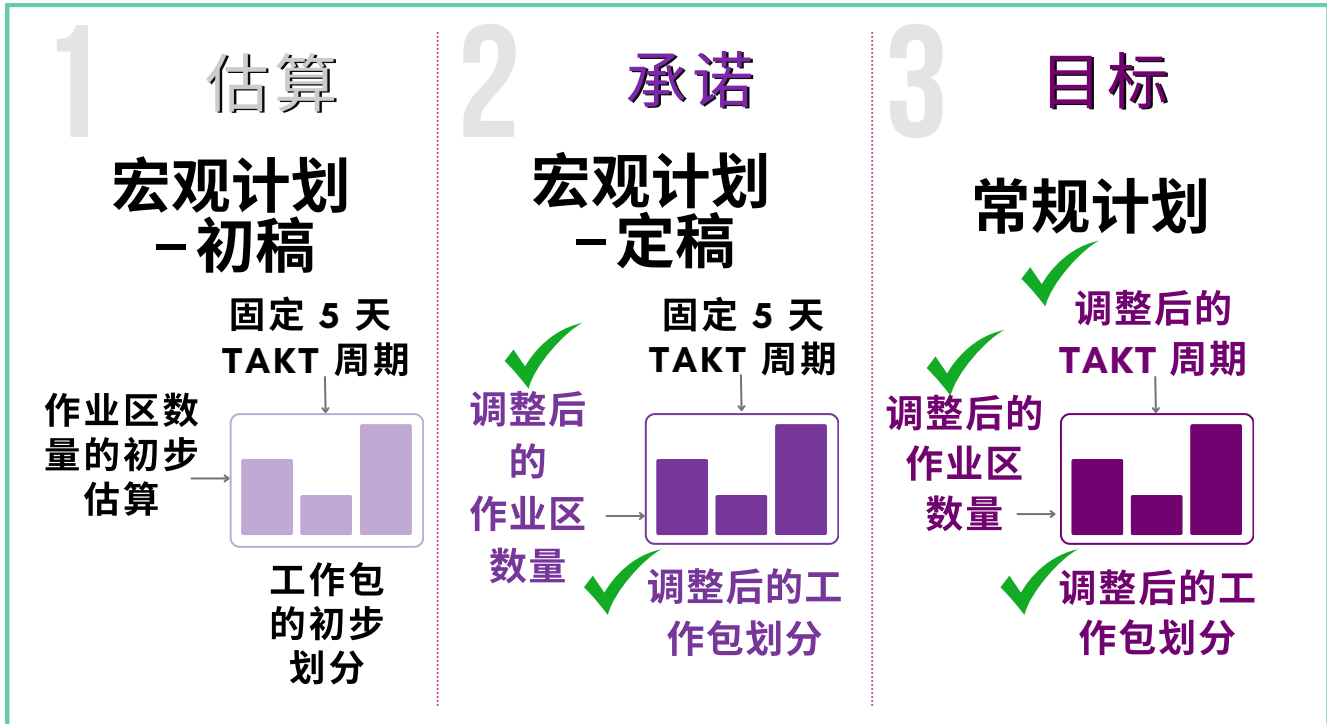 1
估算
宏观计划
–初稿
固定 5 天
TAKT 周期
作业区数
量的初步
估算
工作包
的初步
划分
2
承诺
宏观计划
–定稿
固定 5 天
TAKT 周期
调整后
的
作业区
数量
调整后的工
作包划分
3
目标
常规计划
调整后的
TAKT 周期
调整后的
作业区
数量
调整后的工
作包划分